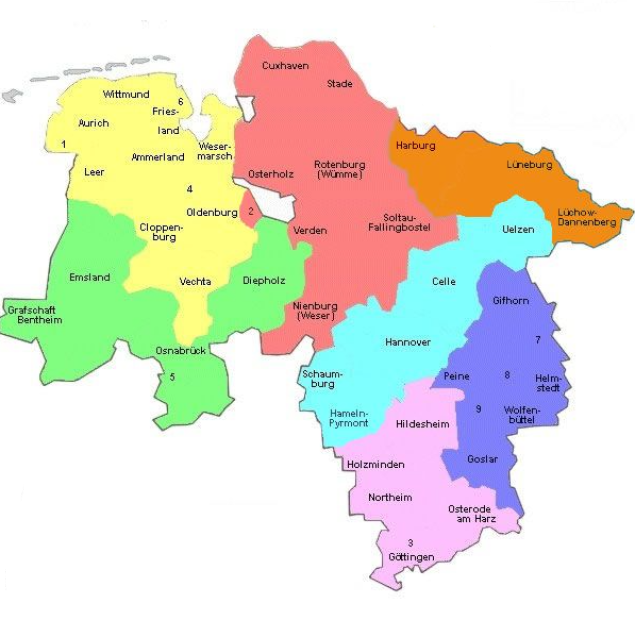 Cuxhaven
Stade
Wittmund
6
Fries-
land
Aurich
1
Weser-
marsch
Ammerland
Leer
4
Oldenburg
2
Osterholz
Rotenburg
(Wümme)
Harburg
Lüneburg
Lüchow-
Dannenberg
Soltau-
Fallingbostel
Uelzen
Verden
Cloppen-
burg
Emsland
Vechta
Diepholz
Celle
Gifhorn
Grafschaft
Bentheim
Nienburg
(Weser)
Hannover
7
Osnabrück
5
Schaum-
burg
Peine
8
Helm-
stedt
9
Wolfen-
büttel
Hameln-
Pyrmont
Hildesheim
Goslar
Holzminden
Northeim
Osterode
am Harz
3
Göttingen